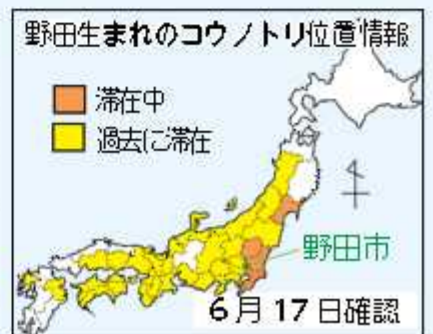 野田生まれのコウノトリ位置情報
滞在中
過去に滞在
野田市
6月17日確認